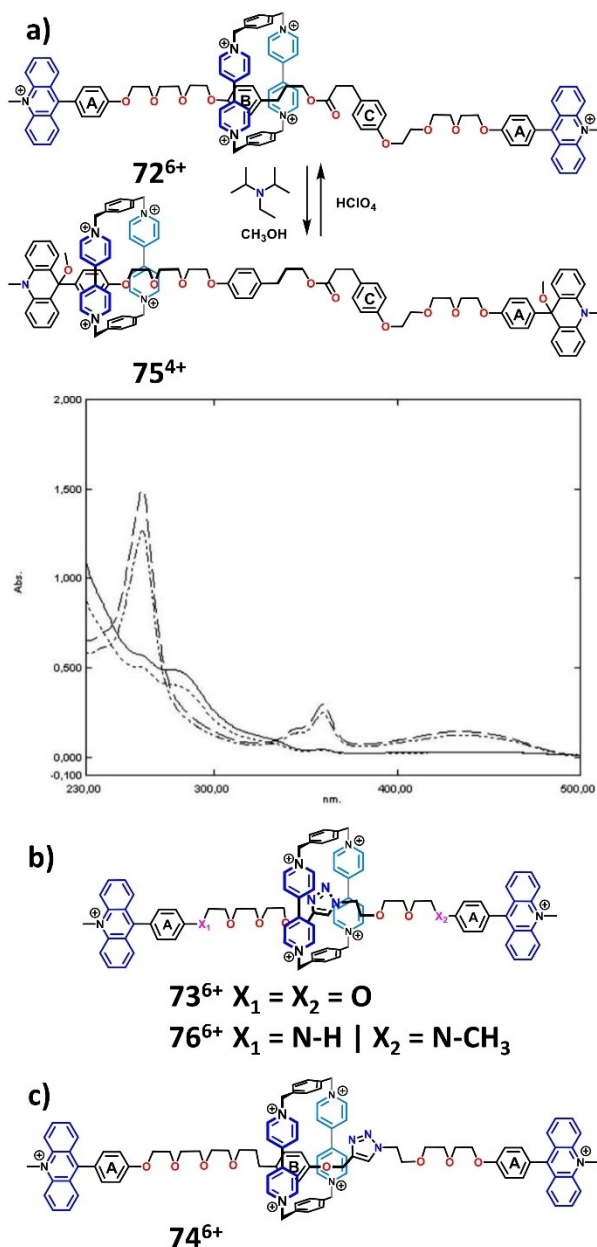 a)
N⊕ N⊕
N⊕ A O O O O B O O C O O O O A N⊕
N⊕ N⊕
72⁶⁺
N
CH₃OH
HClO₄
N⊕ N⊕
N O O O O O O O C O O O O A O N
N⊕ N⊕
75⁴⁺
2,000
1,500
1,000
0,500
0,000
-0,100
Abs.
230,00 300,00 400,00 500,00
nm.
b)
N⊕ N⊕
N⊕ A X₁ O O O N N N O O X₂ A N⊕
N⊕ N⊕
73⁶⁺ X₁ = X₂ = O
76⁶⁺ X₁ = N-H | X₂ = N-CH₃
c)
N⊕ N⊕
N⊕ A O O O O B O N N N O O O A N⊕
N⊕ N⊕
74⁶⁺